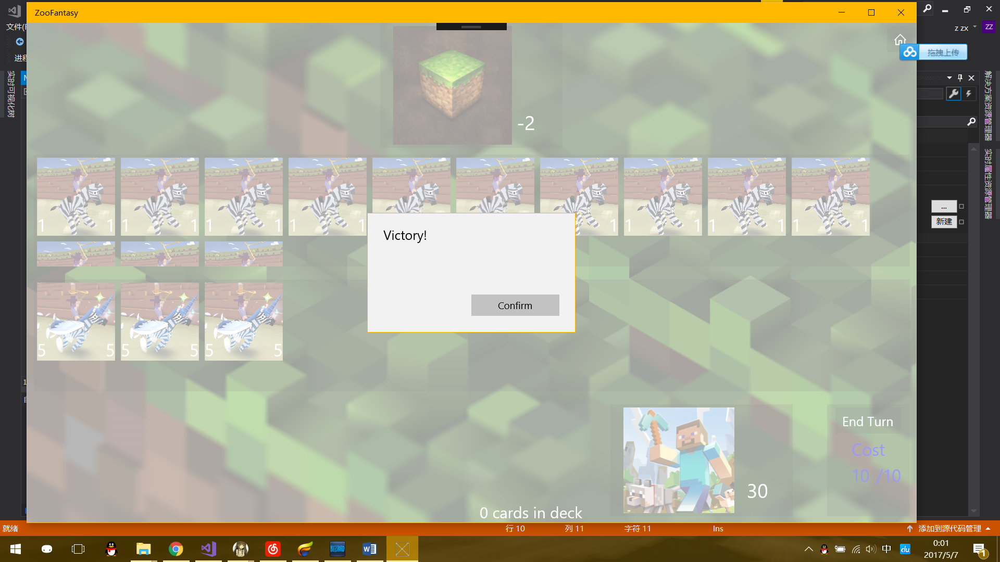 ZooFantasy
文件(F
z zx
ZZ
拖拽上传
进程
实时可视化树
解决方案资源管理器
实时属性资源管理器
-2
1 1 1 1 1 1 1 1
1 1 1 1 1 1 1
Victory!
Confirm
...
新建
5 5 5 5 5 5
End Turn
Cost
10 /10
30
0 cards in deck
就绪
行 10
列 11
字符 11
Ins
添加到源代码管理
BLIZZARD
中
du
0:01
2017/5/7
1